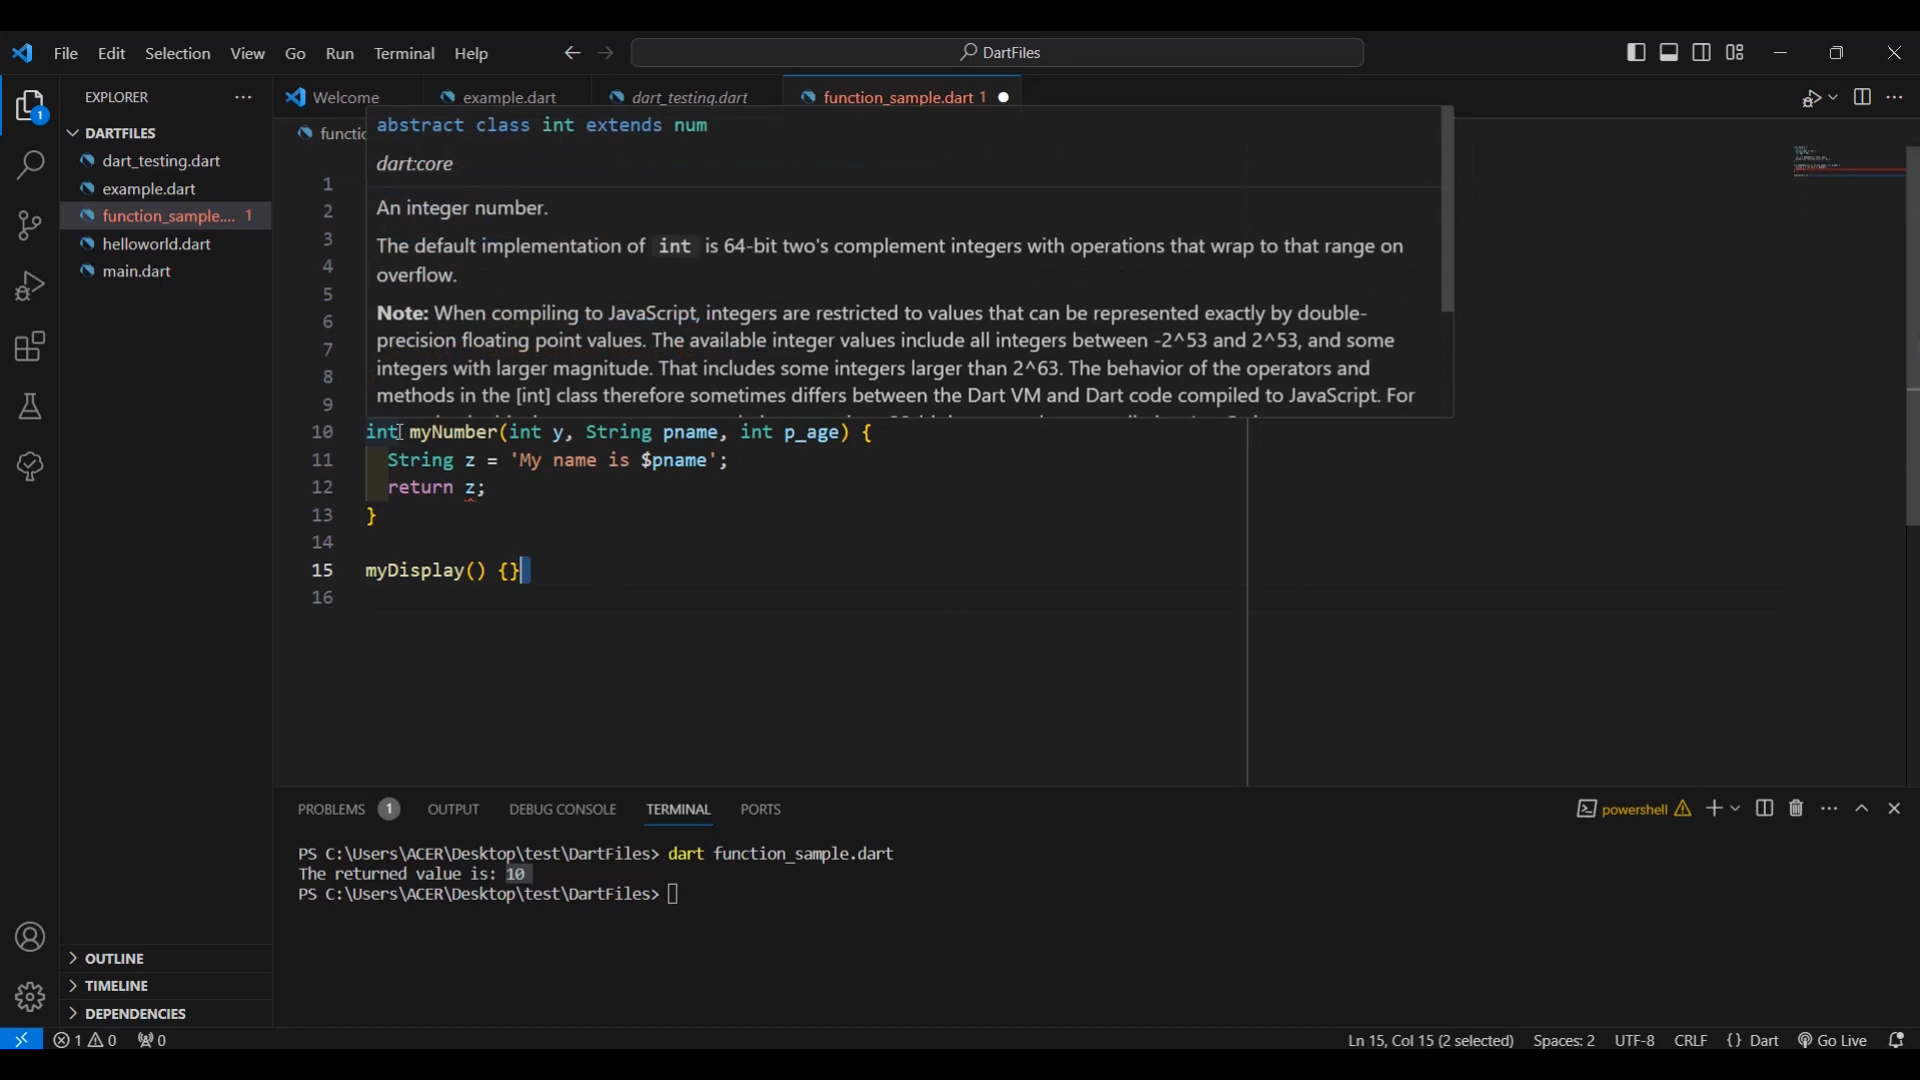 File Edit Selection View Go Run Terminal Help
DartFiles
EXPLORER
Welcome
example.dart
dart_testing.dart
function_sample.dart 1
DARTFILES
dart_testing.dart
example.dart
function_sample.... 1
helloworld.dart
main.dart
OUTLINE
TIMELINE
DEPENDENCIES
abstract class int extends num
dart:core
An integer number.
The default implementation of int is 64-bit two's complement integers with operations that wrap to that range on
overflow.
Note: When compiling to JavaScript, integers are restricted to values that can be represented exactly by double-
precision floating point values. The available integer values include all integers between -2^53 and 2^53, and some
integers with larger magnitude. That includes some integers larger than 2^63. The behavior of the operators and
methods in the [int] class therefore sometimes differs between the Dart VM and Dart code compiled to JavaScript. For
1
2
3
4
5
6
7
8
9
10 int myNumber(int y, String pname, int p_age) {
11 String z = 'My name is $pname';
12 return z;
13 }
14
15 myDisplay() {}
16
PROBLEMS 1 OUTPUT DEBUG CONSOLE TERMINAL PORTS
powershell
PS C:\Users\ACER\Desktop\test\DartFiles> dart function_sample.dart
The returned value is: 10
PS C:\Users\ACER\Desktop\test\DartFiles>
1 0 0
Ln 15, Col 15 (2 selected) Spaces: 2 UTF-8 CRLF {} Dart Go Live